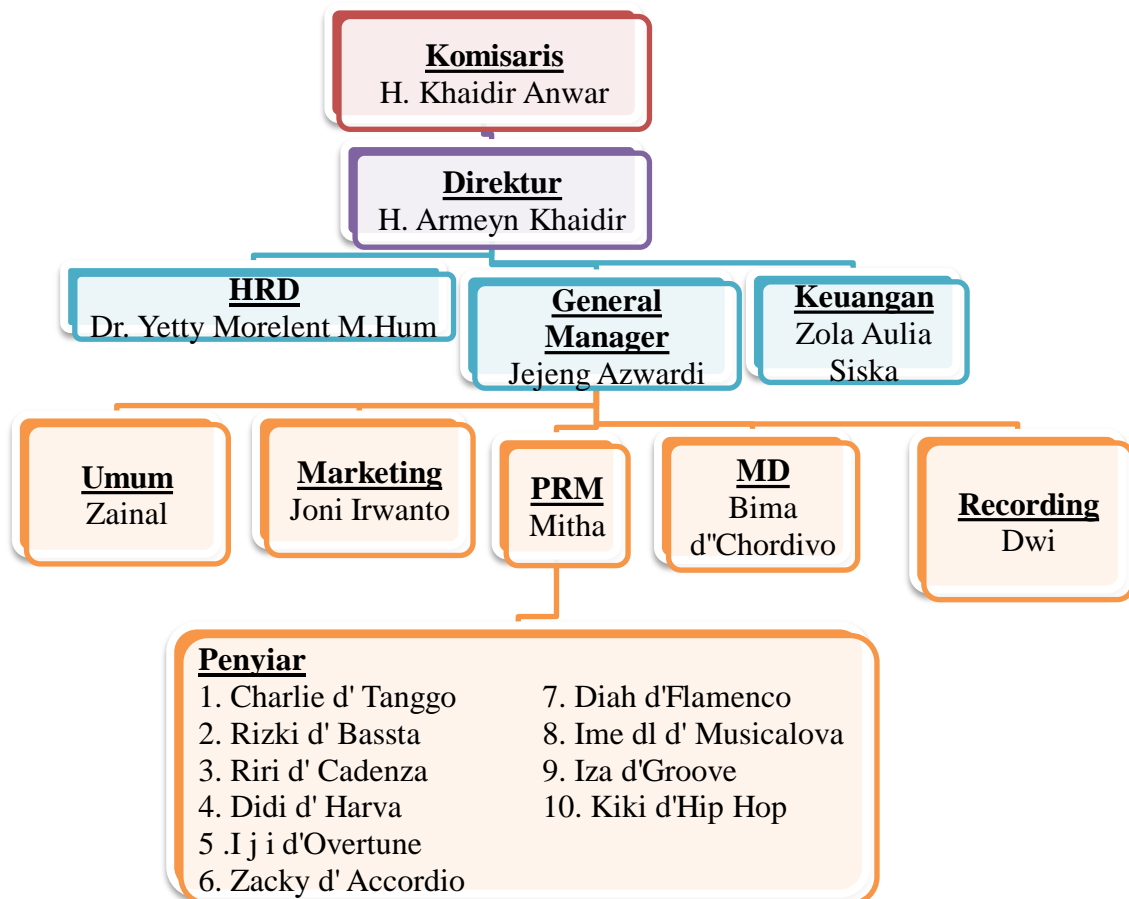 Komisaris
H. Khaidir Anwar
Direktur
H. Armeyn Khaidir
HRD
Dr. Yetty Morelent M.Hum
General
Manager
Jejeng Azwardi
Keuangan
Zola Aulia
Siska
Umum
Zainal
Marketing
Joni Irwanto
PRM
Mitha
MD
Bima
d"Chordivo
Recording
Dwi
Penyiar
1. Charlie d' Tanggo
2. Rizki d' Bassta
3. Riri d' Cadenza
4. Didi d' Harva
5 .I j i d'Overtune
6. Zacky d' Accordio
7. Diah d'Flamenco
8. Ime dl d' Musicalova
9. Iza d'Groove
10. Kiki d'Hip Hop